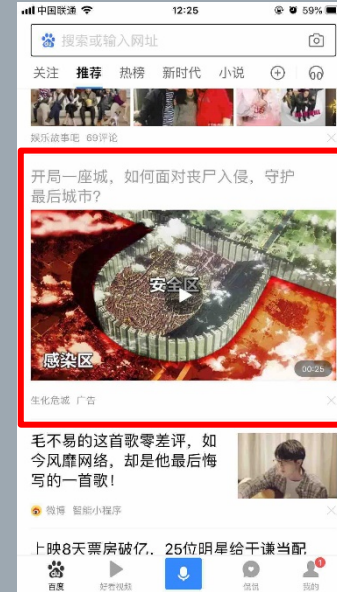 中国联通 12:25 59%
搜索或输入网址
关注 推荐 热榜 新时代 小说
娱乐故事吧 69评论
开局一座城，如何面对丧尸入侵，守护
最后城市？
安全区
感染区
00:25
生化危城 广告
毛不易的这首歌零差评，如
今风靡网络，却是他最后悔
写的一首歌！
微博 智能小程序
上映8天票房破亿，25位明星给于谦当配
百度 好看视频 信息 我的